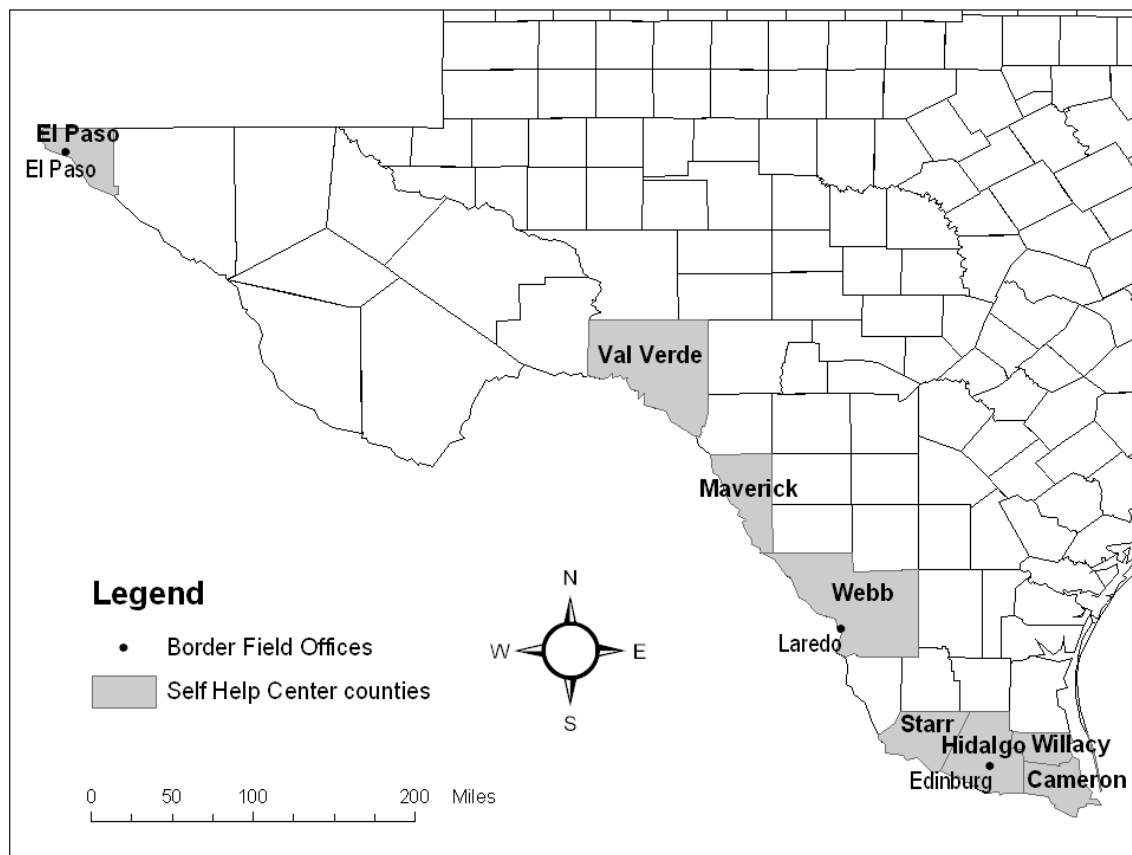 El Paso
El Paso
Val Verde
Maverick
Webb
Laredo
Starr
Hidalgo
Willacy
Edinburg
Cameron
Legend
Border Field Offices
Self Help Center counties
N
W
E
S
0 50 100 200 Miles